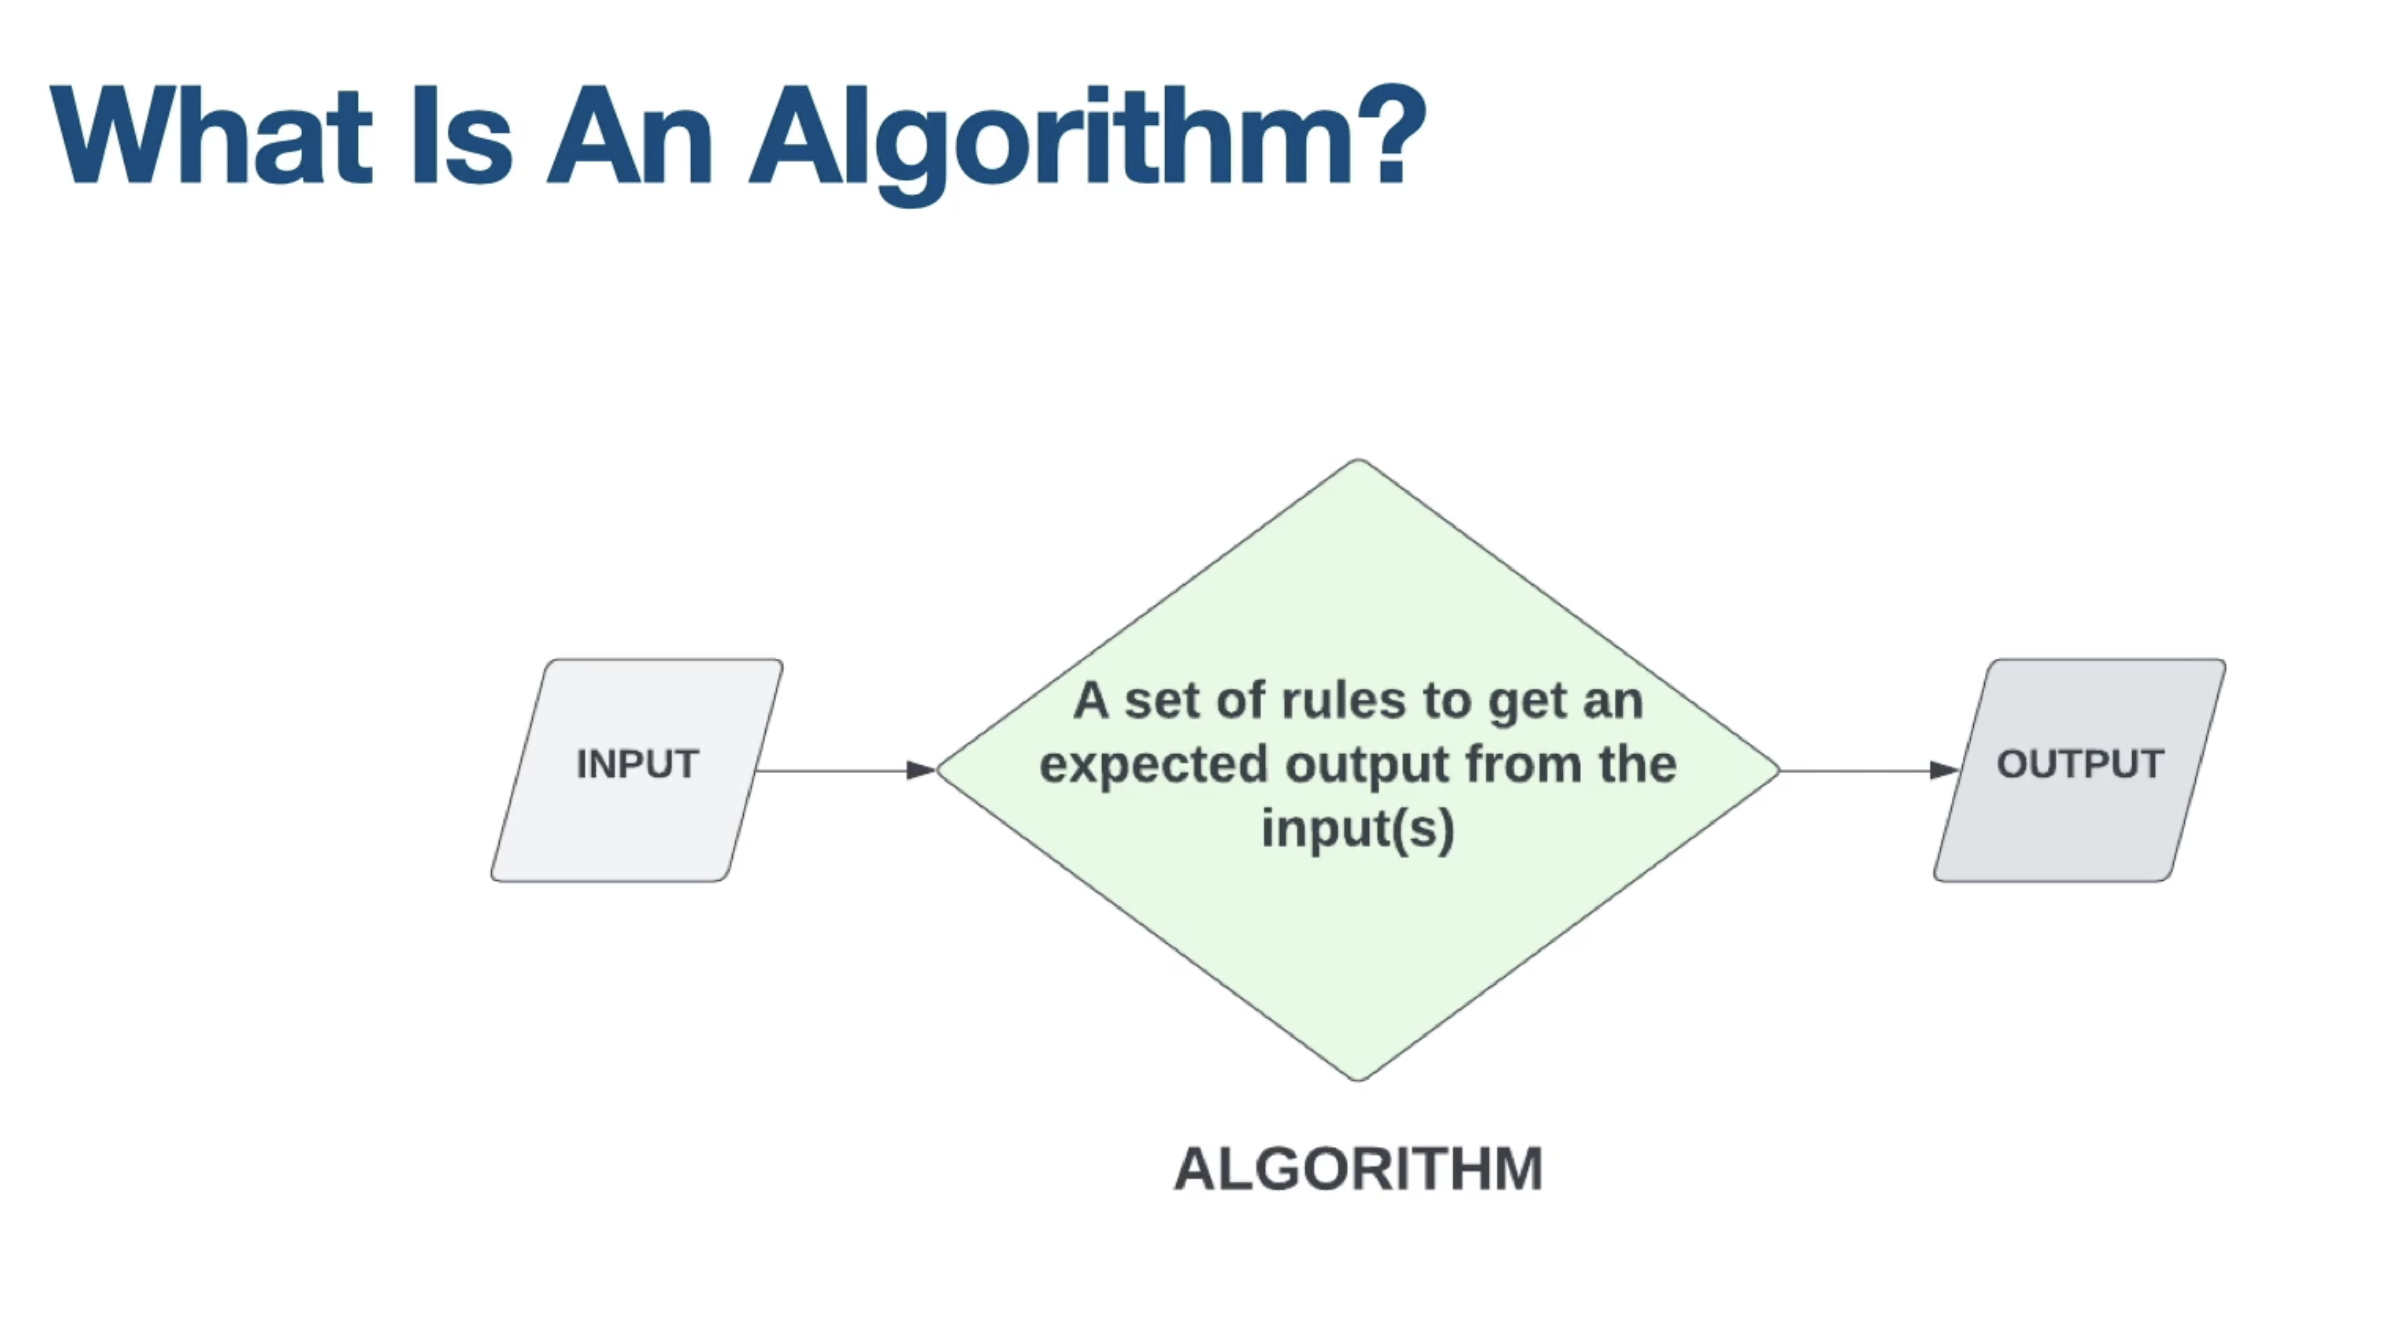 What Is An Algorithm?
INPUT
A set of rules to get an
expected output from the
input(s)
OUTPUT
ALGORITHM